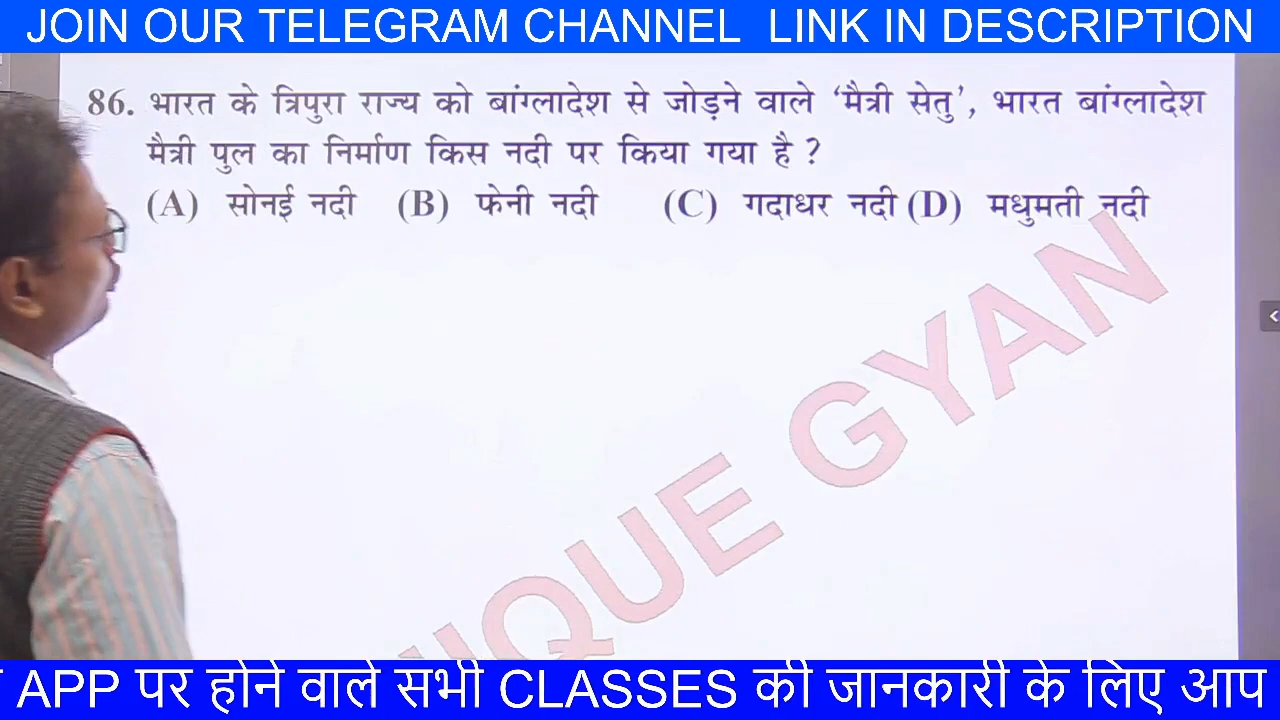 JOIN OUR TELEGRAM CHANNEL LINK IN DESCRIPTION
86. भारत के त्रिपुरा राज्य को बांग्लादेश से जोड़ने वाले ‘मैत्री सेतु’, भारत बांग्लादेश
मैत्री पुल का निर्माण किस नदी पर किया गया है ?
(A) सोनई नदी (B) फेनी नदी (C) गदाधर नदी (D) मधुमती नदी
GYAN
APP पर होने वाले सभी CLASSES की जानकारी के लिए आप